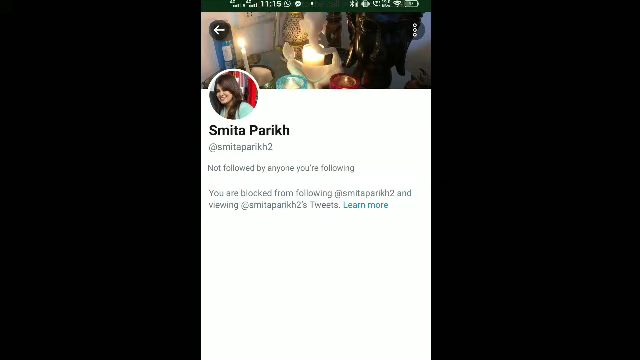 11:15
Smita Parikh
@smitaparikh2
Not followed by anyone you're following
You are blocked from following @smitaparikh2 and
viewing @smitaparikh2's Tweets. Learn more